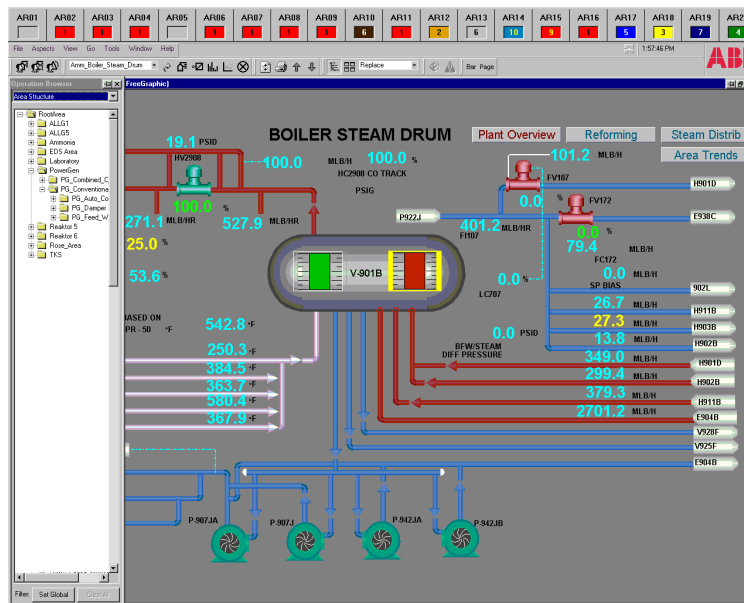 AR01 AR02 AR03 AR04 AR05 AR06 AR07 AR08 AR09 AR10 AR11 AR12 AR13 AR14 AR15 AR16 AR17 AR18 AR19
6 2 6 10 9 5 3 7 4
File Aspects View Go Tools Window Help
1:57:46 PM
ABB
Amm_Boiler_Steam_Drum
Replace
Bar Page
Operation Browser
FreeGraphic)
Area Structure
RootArea
ALLG1
ALLG5
Ammonia
EDS Area
Laboratory
PowerGen
PG_Combined_C
PG_Conventiona
PG_Auto_Co
PG_Damper
PG_Feed_W
Reaktor 5
Reaktor 6
Rose_Area
TKS
Filter: Set Global Clear All
BOILER STEAM DRUM
Plant Overview Reforming Steam Distrib
Area Trends
19.1 PSID
HV2908
100.0 MLB/H 100.0 %
HC2908 CO TRACK
PSIG
100.0 %
271.1 MLB/HR 527.9 MLB/HR
25.0 %
53.6 %
101.2 MLB/H
FV107
0.0 %
FV172
0.0 %
P922J
401.2 MLB/HR
FI107
79.4 MLB/H
FC172
0.0 MLB/H
SP BIAS
H901D
E938C
V-901B
0.0 %
LC707
26.7 MLB/H
27.3 MLB/H
13.8 MLB/H
349.0 MLB/H
299.4 MLB/H
379.3 MLB/H
2701.2 MLB/H
902L
H911B
H903B
H902B
H901D
H902B
H911B
E904B
V928F
V925F
E904B
0.0 PSID
BFW/STEAM
DIFF PRESSURE
BASED ON
PR - 50 °F
542.8 °F
250.3 °F
384.5 °F
363.7 °F
580.4 °F
367.9 °F
P-907JA P-907J P-942JA P-942JB